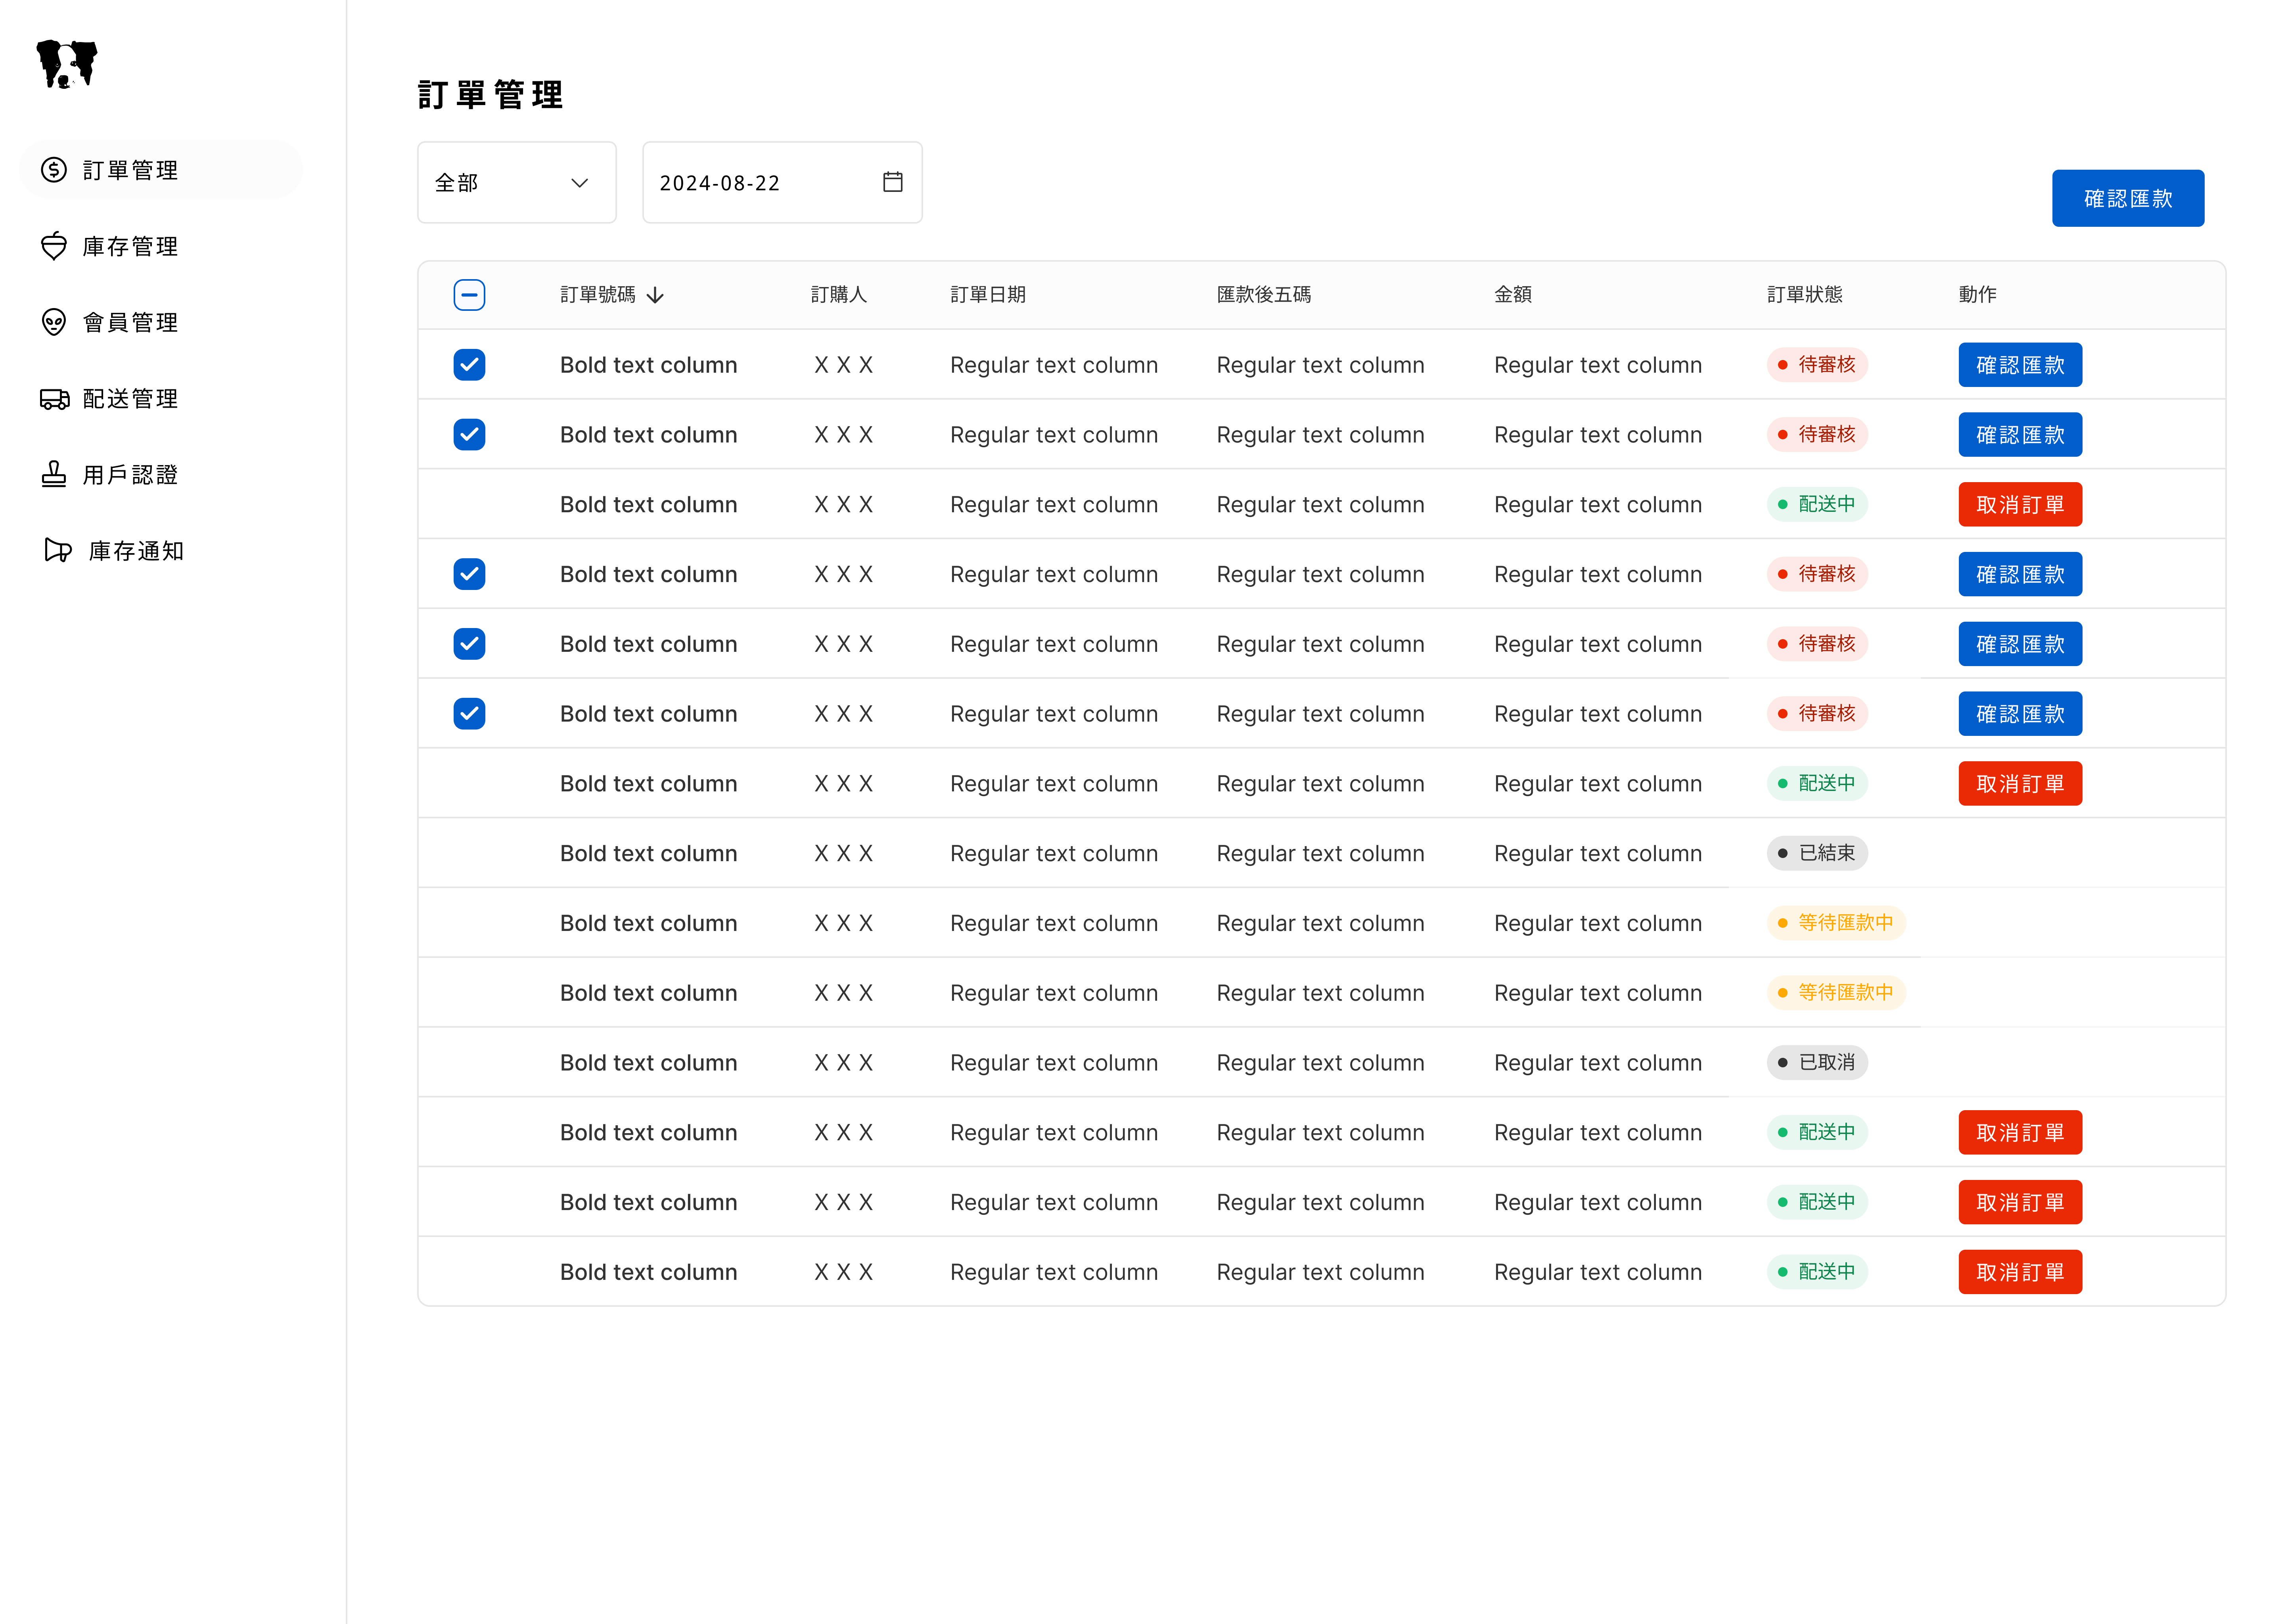 訂單管理
庫存管理
會員管理
配送管理
用戶認證
庫存通知
訂單管理
全部 2024-08-22 確認匯款
訂單號碼 訂購人 訂單日期 匯款後五碼 金額 訂單狀態 動作
Bold text column X X X Regular text column Regular text column Regular text column 待審核 確認匯款
Bold text column X X X Regular text column Regular text column Regular text column 待審核 確認匯款
Bold text column X X X Regular text column Regular text column Regular text column 配送中 取消訂單
Bold text column X X X Regular text column Regular text column Regular text column 待審核 確認匯款
Bold text column X X X Regular text column Regular text column Regular text column 待審核 確認匯款
Bold text column X X X Regular text column Regular text column Regular text column 待審核 確認匯款
Bold text column X X X Regular text column Regular text column Regular text column 配送中 取消訂單
Bold text column X X X Regular text column Regular text column Regular text column 已結束
Bold text column X X X Regular text column Regular text column Regular text column 等待匯款中
Bold text column X X X Regular text column Regular text column Regular text column 等待匯款中
Bold text column X X X Regular text column Regular text column Regular text column 已取消
Bold text column X X X Regular text column Regular text column Regular text column 配送中 取消訂單
Bold text column X X X Regular text column Regular text column Regular text column 配送中 取消訂單
Bold text column X X X Regular text column Regular text column Regular text column 配送中 取消訂單